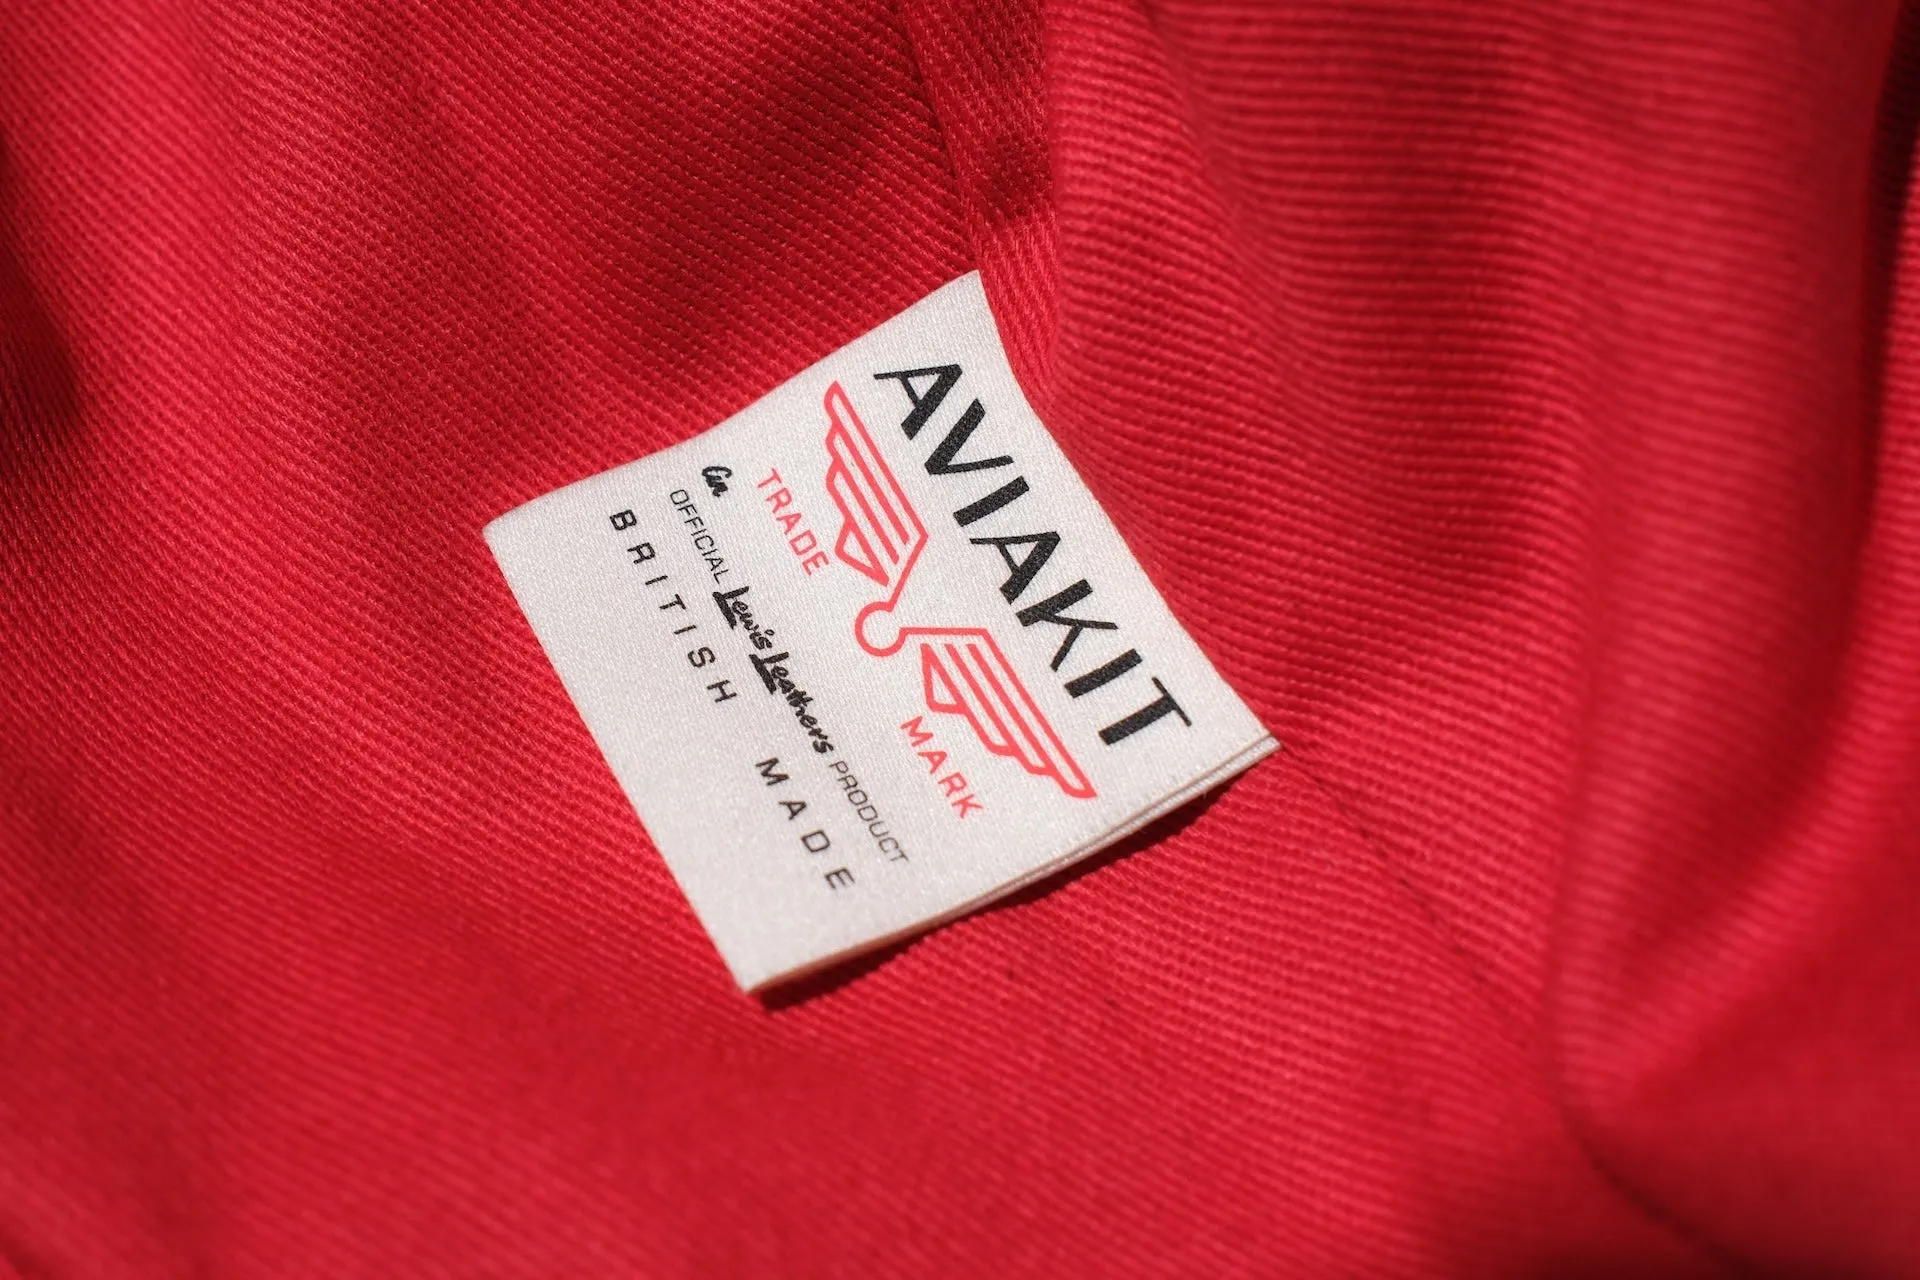 AVIAKIT
TRADE MARK
An
OFFICIAL Lewis Leathers PRODUCT
BRITISH MADE